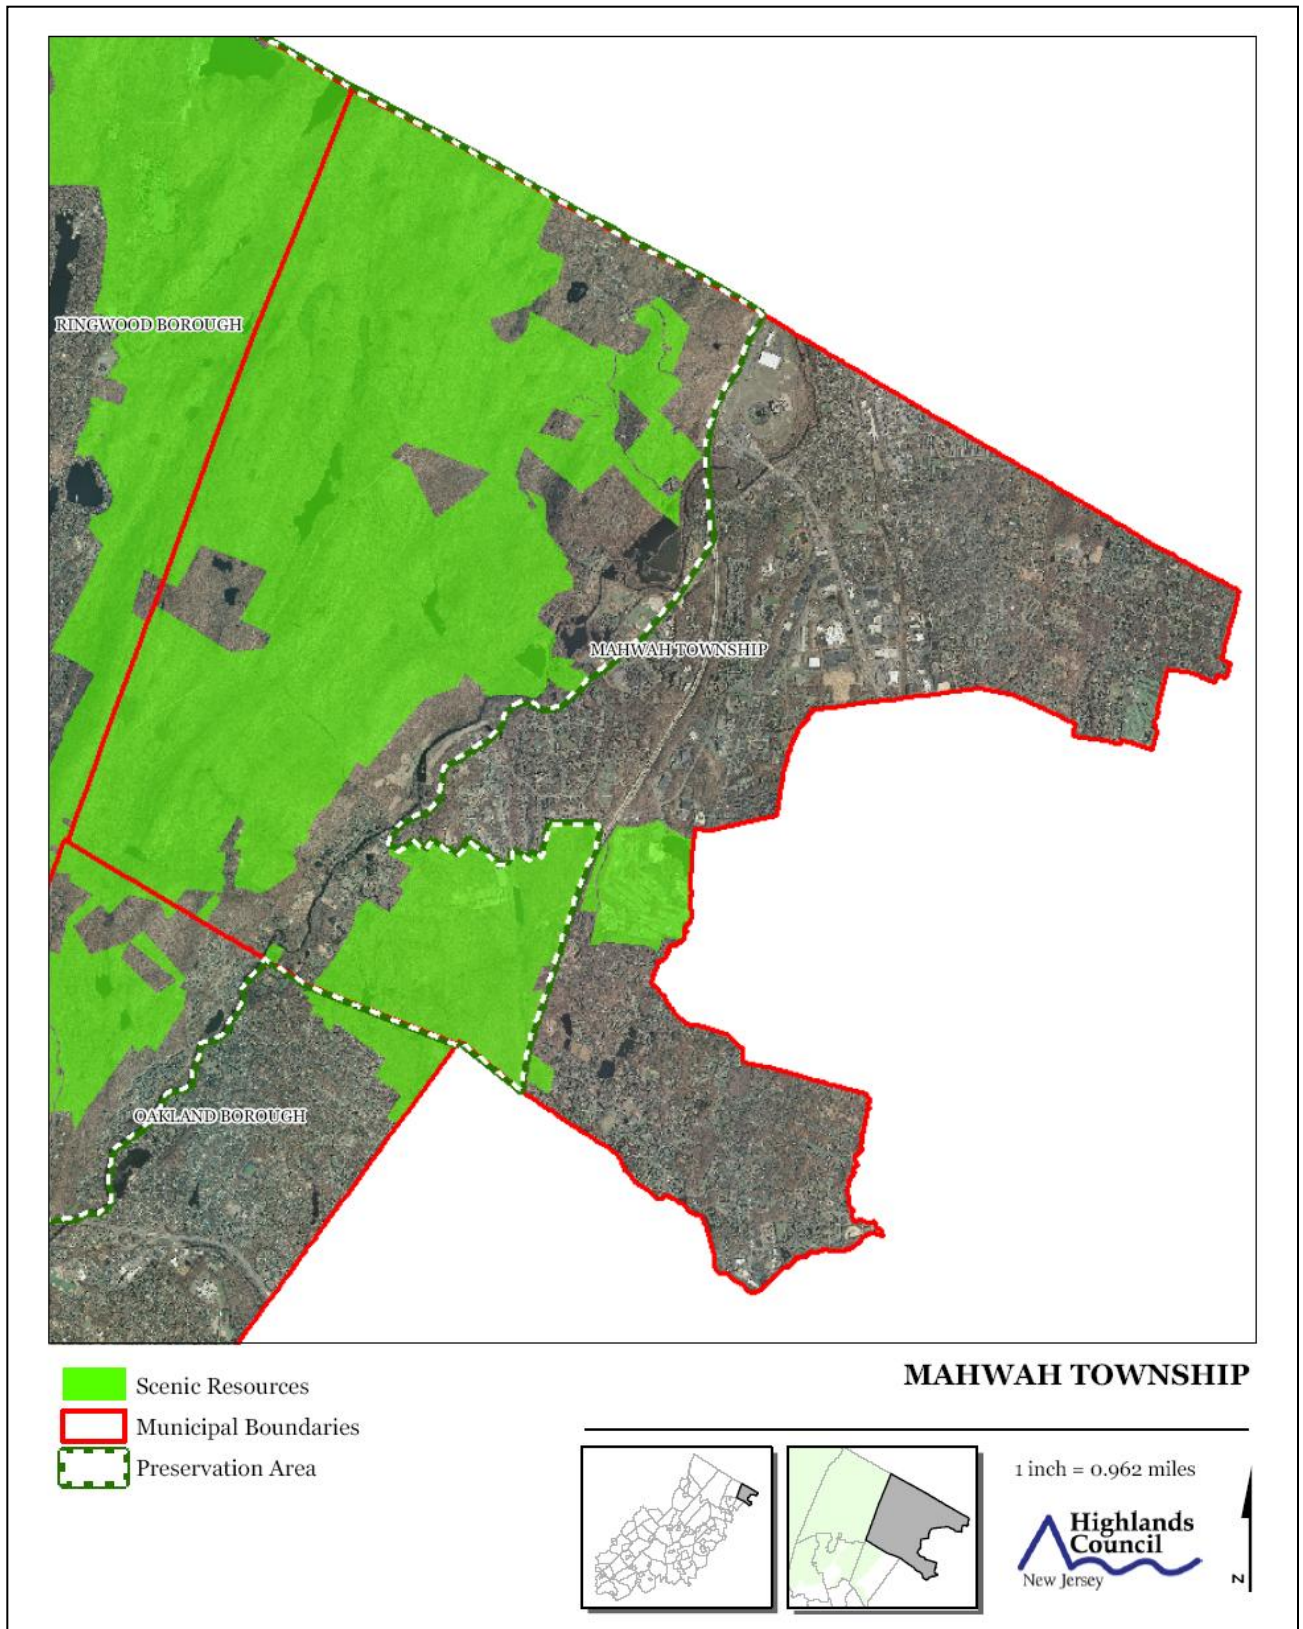 RINGWOOD BOROUGH
MAHWAH TOWNSHIP
OAKLAND BOROUGH
Scenic Resources
Municipal Boundaries
Preservation Area
MAHWAH TOWNSHIP
1 inch = 0.962 miles
Highlands
Council
New Jersey
N